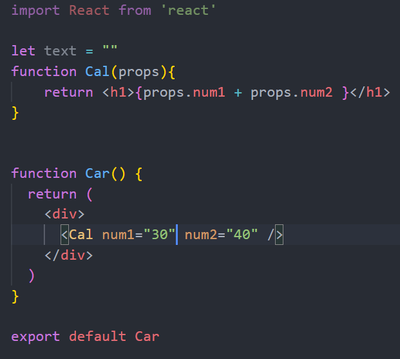 import React from 'react'
let text = ""
function Cal(props){
return <h1>{props.num1 + props.num2 }</h1>
}
function Car() {
return (
<div>
<Cal num1="30" num2="40" />
</div>
)
}
export default Car